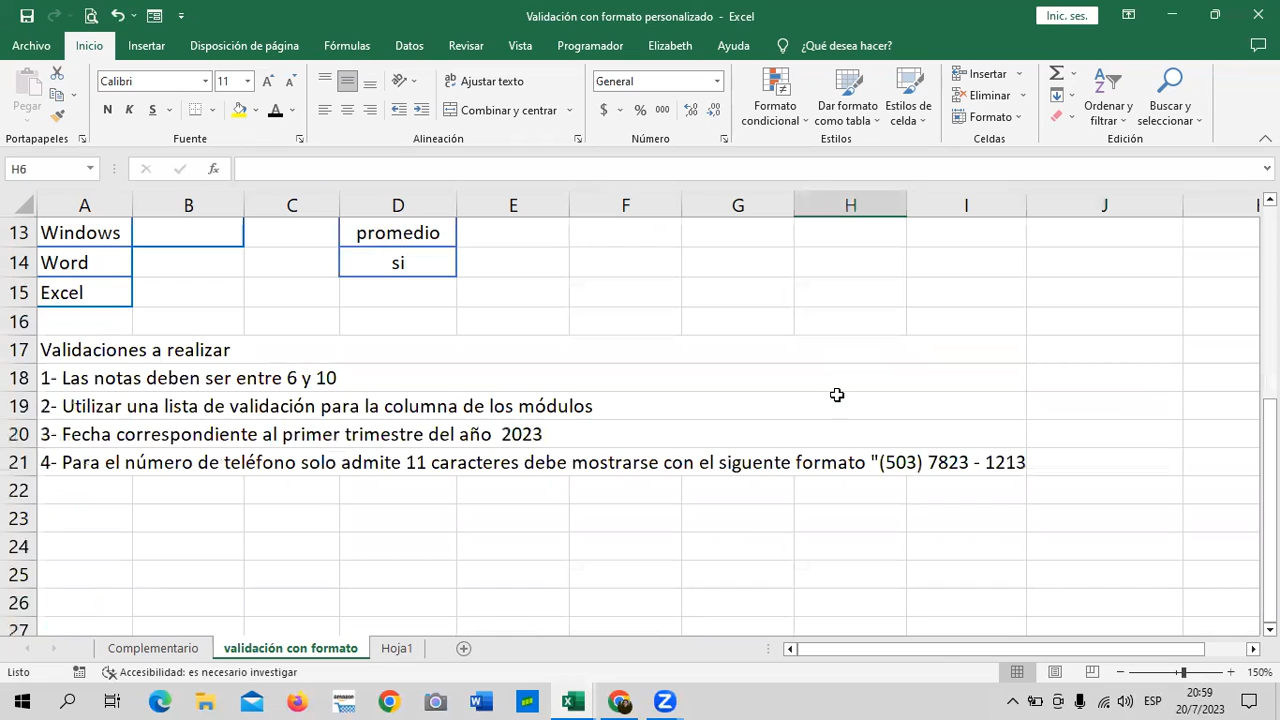 Validación con formato personalizado - Excel
Inic. ses.
Archivo Inicio Insertar Disposición de página Fórmulas Datos Revisar Vista Programador Elizabeth Ayuda ¿Qué desea hacer?
Pegar
Calibri 11
N K S
Ajustar texto
Combinar y centrar
General
$ % 000
Formato condicional
Dar formato como tabla
Estilos de celda
Insertar
Eliminar
Formato
Ordenar y filtrar
Buscar y seleccionar
Portapapeles Fuente Alineación Número Estilos Celdas Edición
H6 fx
A B C D E F G H I J
13 Windows promedio
14 Word si
15 Excel
16
17 Validaciones a realizar
18 1- Las notas deben ser entre 6 y 10
19 2- Utilizar una lista de validación para la columna de los módulos
20 3- Fecha correspondiente al primer trimestre del año 2023
21 4- Para el número de teléfono solo admite 11 caracteres debe mostrarse con el siguente formato "(503) 7823 - 1213
22
23
24
25
26
27
Complementario validación con formato Hoja1
Listo Accesibilidad: es necesario investigar 150%
ESP 20:59
20/7/2023